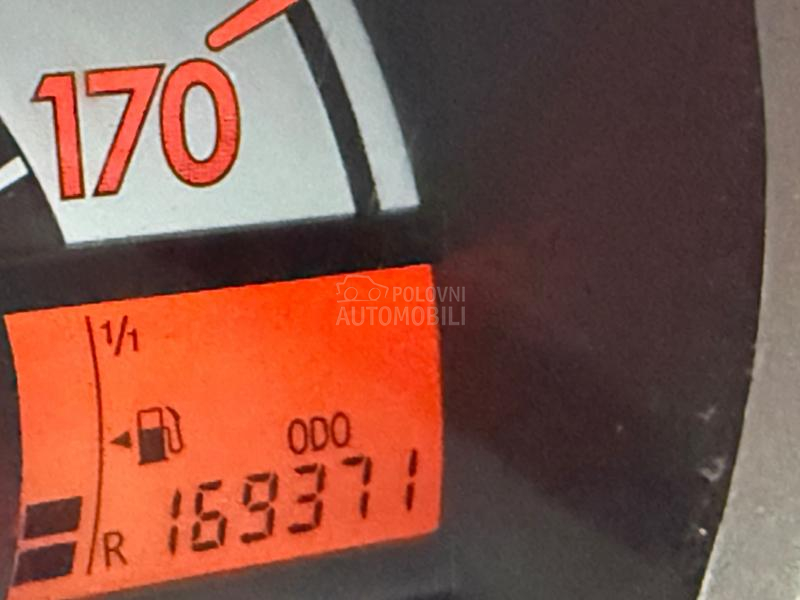 170
POLOVNI
AUTOMOBILI
1/1
ODO
R 169371